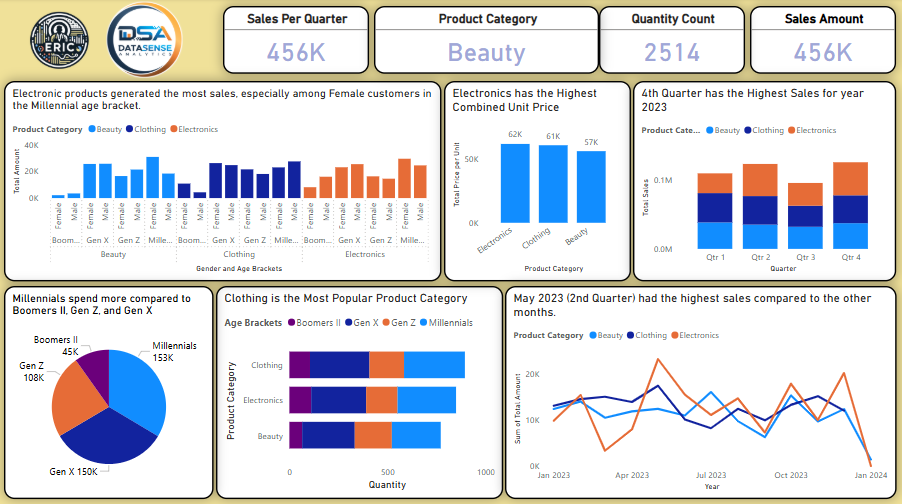 ERIC
DSA
DATASENSE
ANALYTICS
Sales Per Quarter
456K
Product Category
Beauty
Quantity Count
2514
Sales Amount
456K
Electronic products generated the most sales, especially among Female customers in
the Millennial age bracket.
Product Category Beauty Clothing Electronics
Total Amount
40K
20K
0K
Female Male Female Male Female Male Female Male Female Male Female Male Female Male Female Male Female Male Female Male Female Male Female Male
Boom... Gen X Gen Z Mille... Boom... Gen X Gen Z Mille... Boom... Gen X Gen Z Mille...
Beauty Clothing Electronics
Gender and Age Brackets
Electronics has the Highest
Combined Unit Price
Total Price per Unit
62K 61K 57K
50K
0K
Electronics Clothing Beauty
Product Category
4th Quarter has the Highest Sales for year
2023
Product Cate... Beauty Clothing Electronics
Total Sales
0.1M
0.0M
Qtr 1 Qtr 2 Qtr 3 Qtr 4
Quarter
Millennials spend more compared to
Boomers II, Gen Z, and Gen X
Boomers II
45K
Millennials
153K
Gen Z
108K
Gen X 150K
Clothing is the Most Popular Product Category
Age Brackets Boomers II Gen X Gen Z Millennials
Product Category
Clothing
Electronics
Beauty
0 500 1000
Quantity
May 2023 (2nd Quarter) had the highest sales compared to the other
months.
Product Category Beauty Clothing Electronics
Sum of Total Amount
20K
10K
0K
Jan 2023 Apr 2023 Jul 2023 Oct 2023 Jan 2024
Year